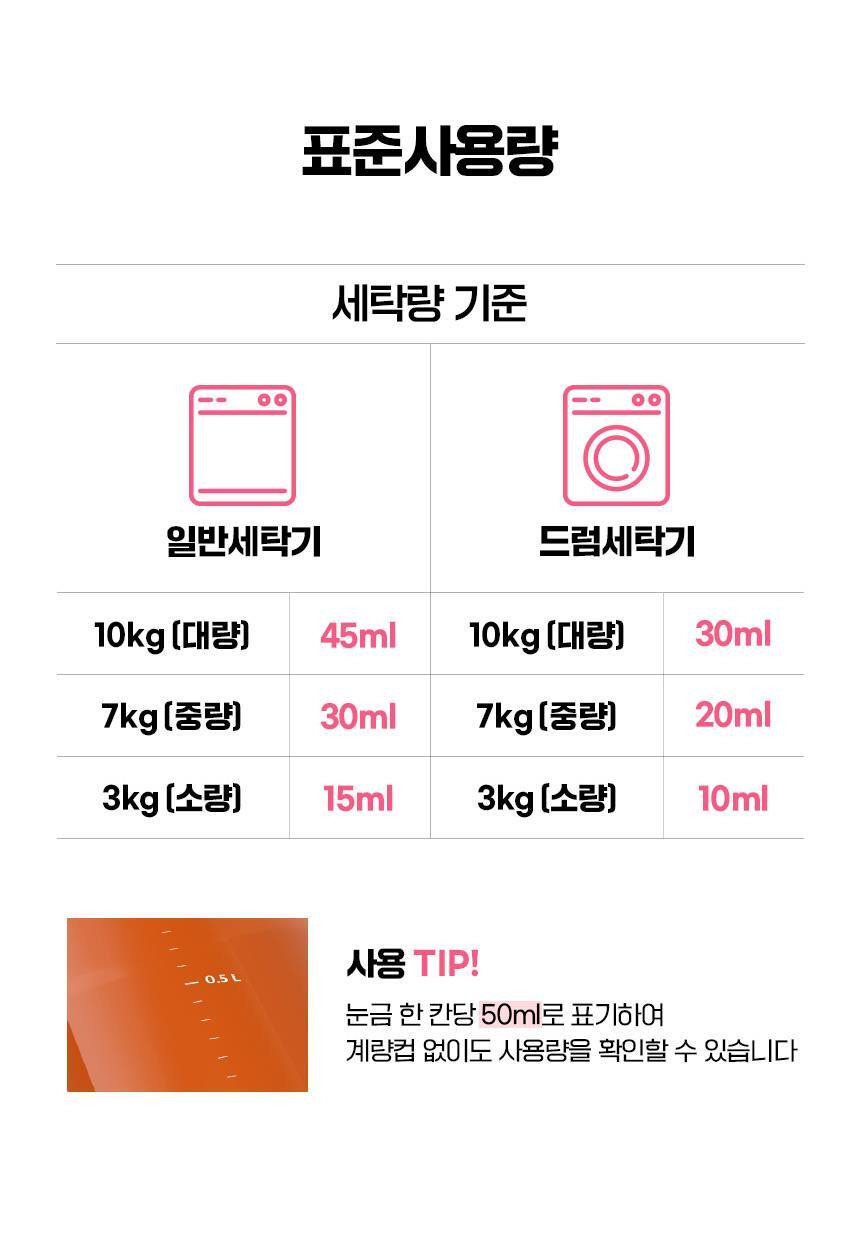 표준사용량
세탁량 기준
일반세탁기
드럼세탁기
10kg (대량) 45ml 10kg (대량) 30ml
7kg (중량) 30ml 7kg (중량) 20ml
3kg (소량) 15ml 3kg (소량) 10ml
0.5 L
사용 TIP!
눈금 한 칸당 50ml로 표기하여
계량컵 없이도 사용량을 확인할 수 있습니다